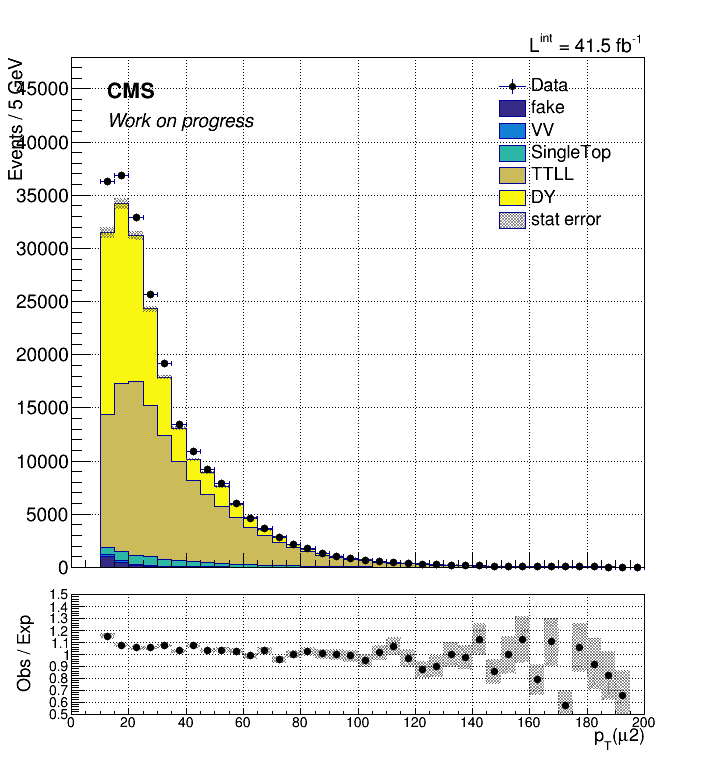 L^int = 41.5 fb^-1
Events / 5 GeV
45000
40000
35000
30000
25000
20000
15000
10000
5000
0
CMS
Work on progress
Data
fake
VV
SingleTop
TTLL
DY
stat error
Obs / Exp
1.5
1.4
1.3
1.2
1.1
1
0.9
0.8
0.7
0.6
0.5
0 20 40 60 80 100 120 140 160 180 200
p_T(μ2)